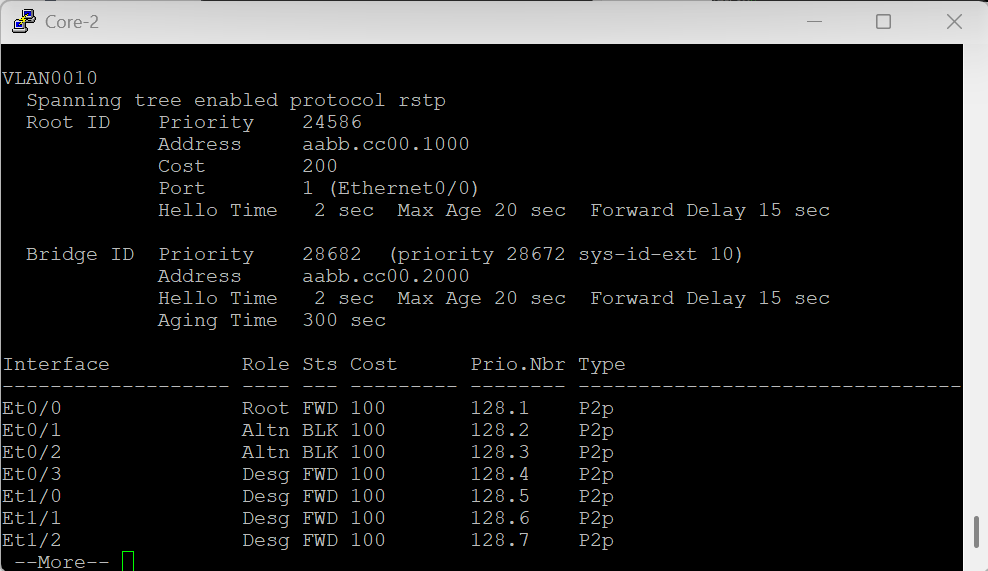 Core-2
VLAN0010
  Spanning tree enabled protocol rstp
  Root ID    Priority    24586
             Address     aabb.cc00.1000
             Cost        200
             Port        1 (Ethernet0/0)
             Hello Time   2 sec  Max Age 20 sec  Forward Delay 15 sec
  Bridge ID  Priority    28682  (priority 28672 sys-id-ext 10)
             Address     aabb.cc00.2000
             Hello Time   2 sec  Max Age 20 sec  Forward Delay 15 sec
             Aging Time  300 sec
Interface           Role Sts Cost      Prio.Nbr Type
------------------- ---- --- --------- -------- --------------------------------
Et0/0               Root FWD 100       128.1    P2p
Et0/1               Altn BLK 100       128.2    P2p
Et0/2               Altn BLK 100       128.3    P2p
Et0/3               Desg FWD 100       128.4    P2p
Et1/0               Desg FWD 100       128.5    P2p
Et1/1               Desg FWD 100       128.6    P2p
Et1/2               Desg FWD 100       128.7    P2p
 --More--